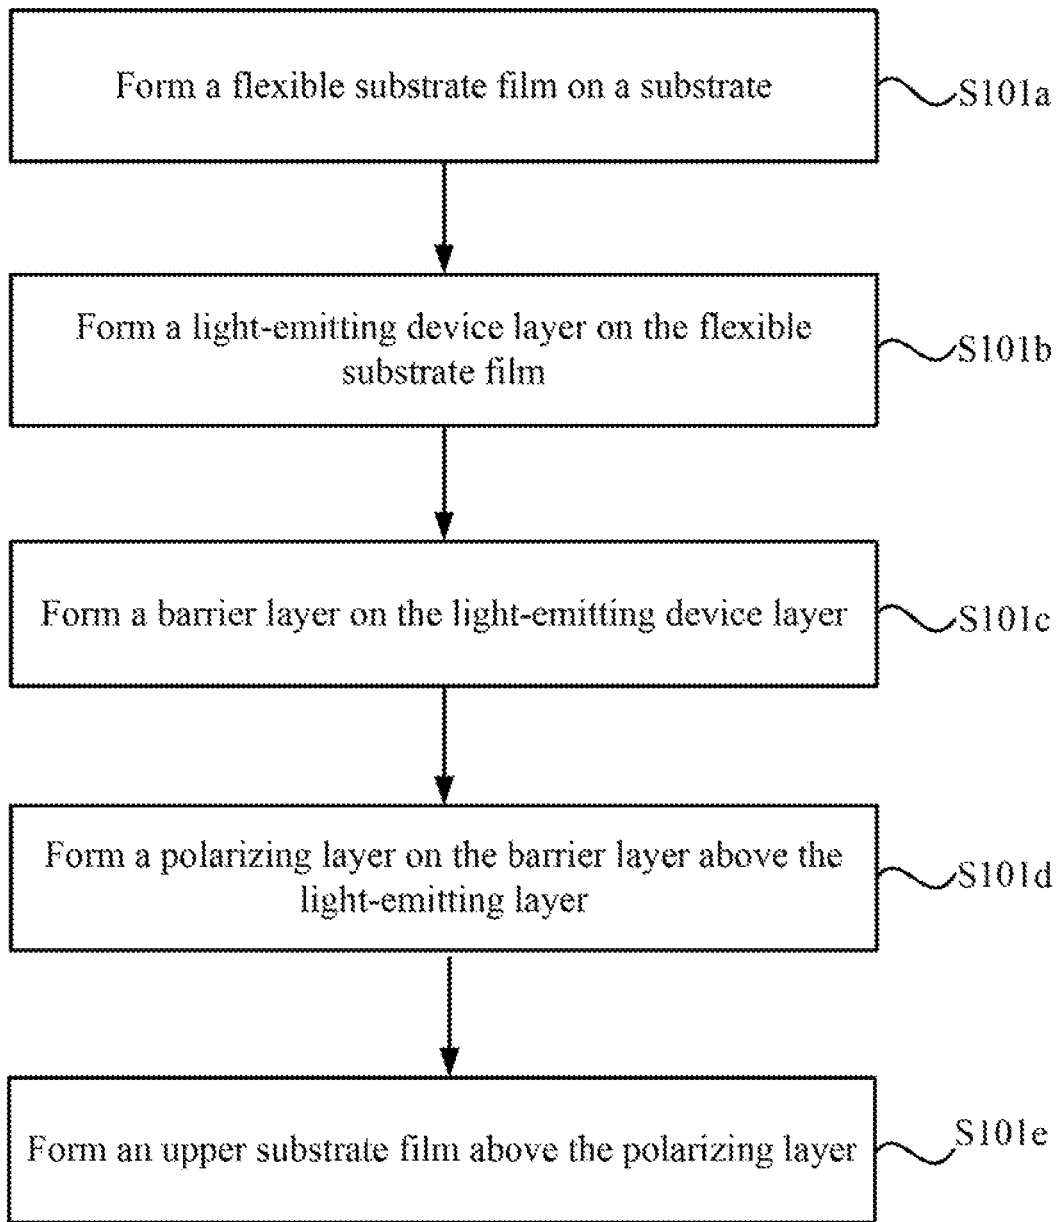 Form a flexible substrate film on a substrate
S101a
Form a light-emitting device layer on the flexible
substrate film
S101b
Form a barrier layer on the light-emitting device layer
S101c
Form a polarizing layer on the barrier layer above the
light-emitting layer
S101d
Form an upper substrate film above the polarizing layer
S101e